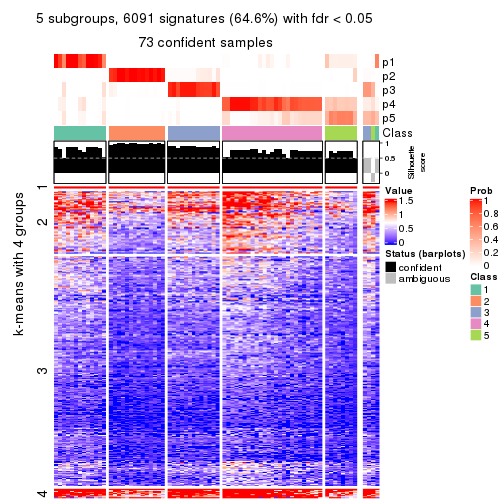 5 subgroups, 6091 signatures (64.6%) with fdr < 0.05
73 confident samples
p1
p2
p3
p4
p5
Class
1
0.5
0
Silhouette
score
k-means with 4 groups
1
2
3
4
Value
1.5
1
0.5
0
Status (barplots)
confident
ambiguous
Prob
1
0.8
0.6
0.4
0.2
0
Class
1
2
3
4
5